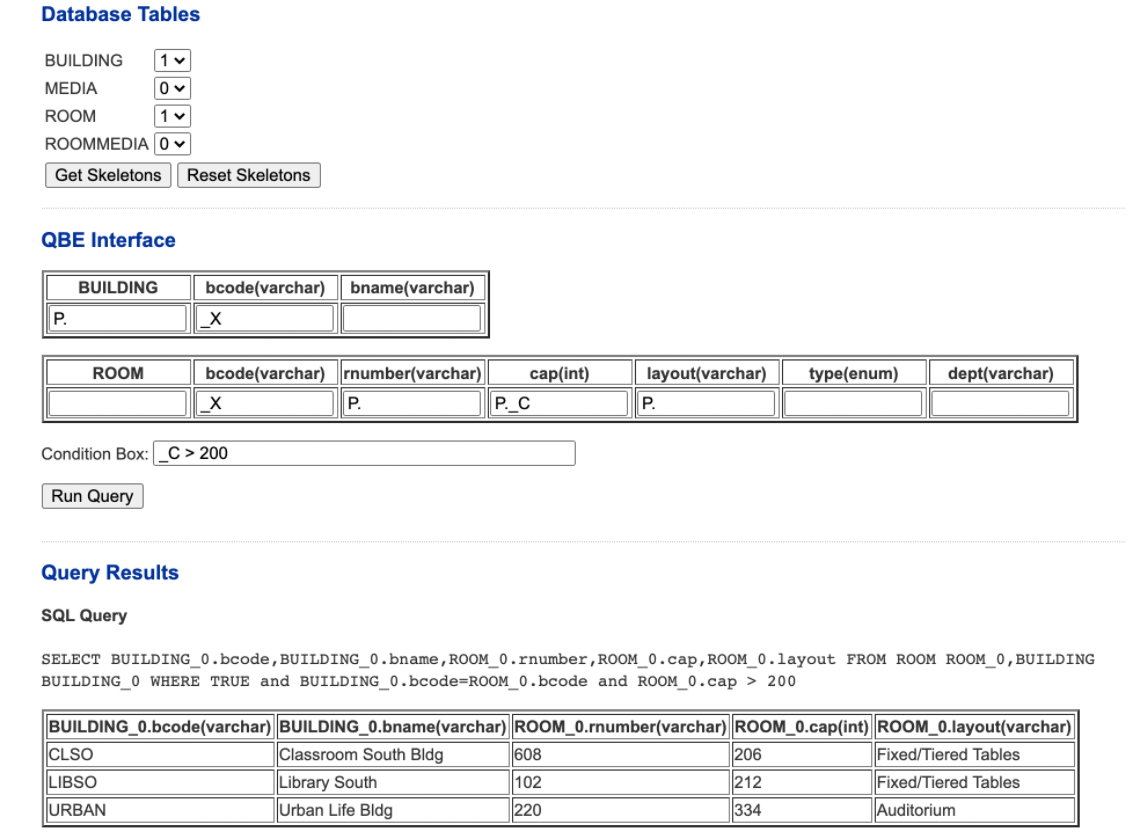 Database Tables
BUILDING 1
MEDIA 0
ROOM 1
ROOMMEDIA 0
Get Skeletons Reset Skeletons
QBE Interface
BUILDING bcode(varchar) bname(varchar)
P. _X
ROOM bcode(varchar) rnumber(varchar) cap(int) layout(varchar) type(enum) dept(varchar)
_X P. P._C P.
Condition Box: _C > 200
Run Query
Query Results
SQL Query
SELECT BUILDING_0.bcode,BUILDING_0.bname,ROOM_0.rnumber,ROOM_0.cap,ROOM_0.layout FROM ROOM ROOM_0,BUILDING
BUILDING_0 WHERE TRUE and BUILDING_0.bcode=ROOM_0.bcode and ROOM_0.cap > 200
BUILDING_0.bcode(varchar) BUILDING_0.bname(varchar) ROOM_0.rnumber(varchar) ROOM_0.cap(int) ROOM_0.layout(varchar)
CLSO Classroom South Bldg 608 206 Fixed/Tiered Tables
LIBSO Library South 102 212 Fixed/Tiered Tables
URBAN Urban Life Bldg 220 334 Auditorium